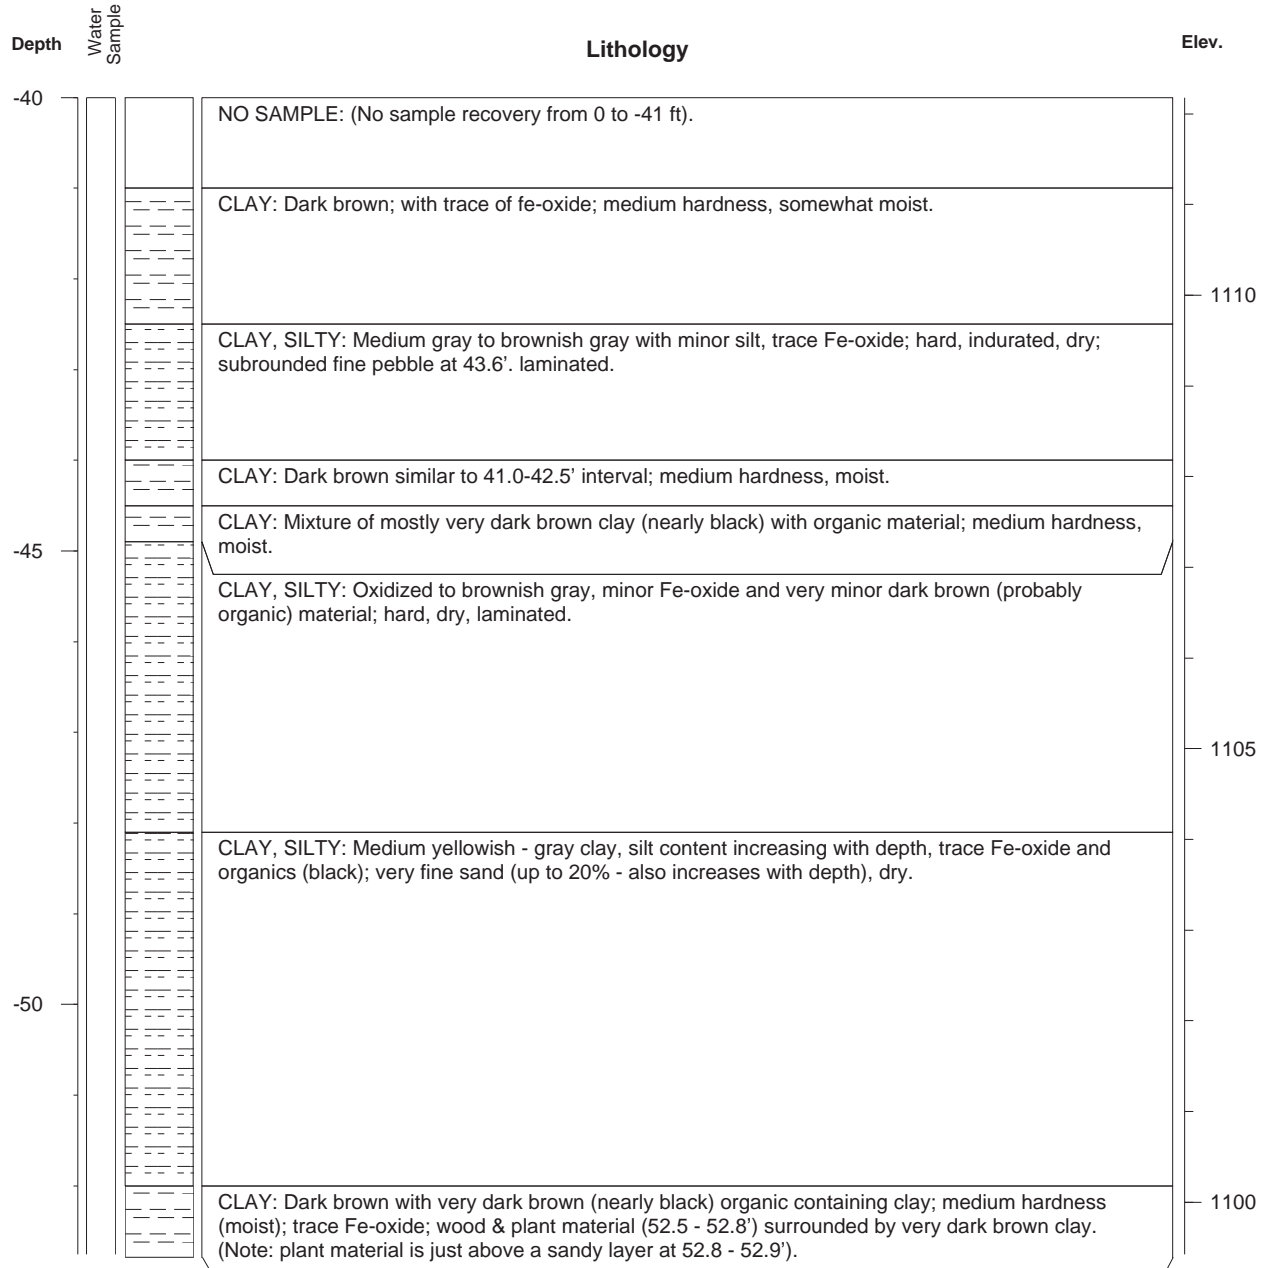 Depth
Water
Sample
Lithology
Elev.
-40
NO SAMPLE: (No sample recovery from 0 to -41 ft).
CLAY: Dark brown; with trace of fe-oxide; medium hardness, somewhat moist.
1110
CLAY, SILTY: Medium gray to brownish gray with minor silt, trace Fe-oxide; hard, indurated, dry;
subrounded fine pebble at 43.6’. laminated.
CLAY: Dark brown similar to 41.0-42.5’ interval; medium hardness, moist.
CLAY: Mixture of mostly very dark brown clay (nearly black) with organic material; medium hardness,
moist.
-45
CLAY, SILTY: Oxidized to brownish gray, minor Fe-oxide and very minor dark brown (probably
organic) material; hard, dry, laminated.
1105
CLAY, SILTY: Medium yellowish - gray clay, silt content increasing with depth, trace Fe-oxide and
organics (black); very fine sand (up to 20% - also increases with depth), dry.
-50
CLAY: Dark brown with very dark brown (nearly black) organic containing clay; medium hardness
(moist); trace Fe-oxide; wood & plant material (52.5 - 52.8’) surrounded by very dark brown clay.
(Note: plant material is just above a sandy layer at 52.8 - 52.9’).
1100